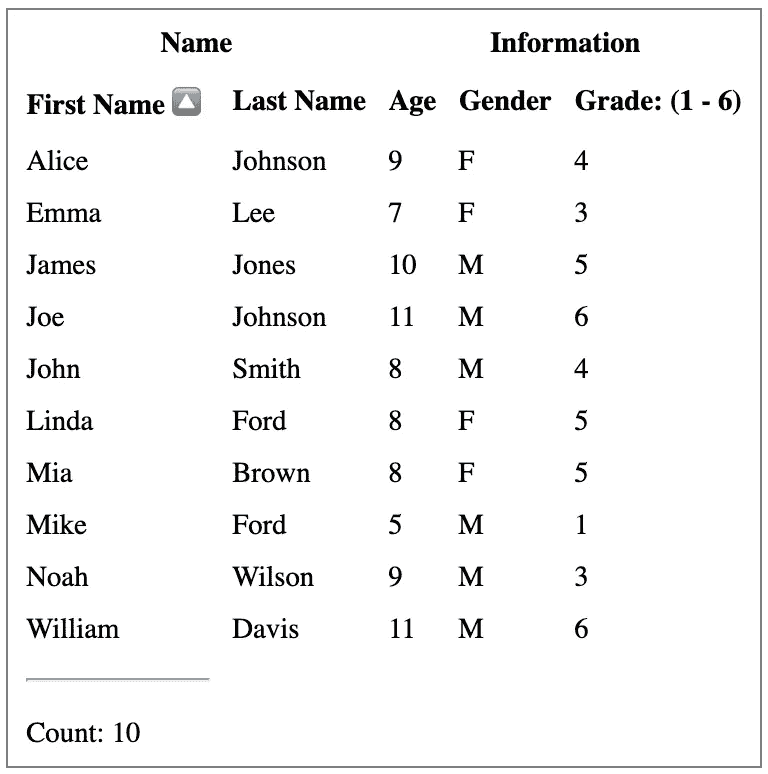 Name Information
First Name 🔼 Last Name Age Gender Grade: (1 - 6)
Alice Johnson 9 F 4
Emma Lee 7 F 3
James Jones 10 M 5
Joe Johnson 11 M 6
John Smith 8 M 4
Linda Ford 8 F 5
Mia Brown 8 F 5
Mike Ford 5 M 1
Noah Wilson 9 M 3
William Davis 11 M 6
Count: 10